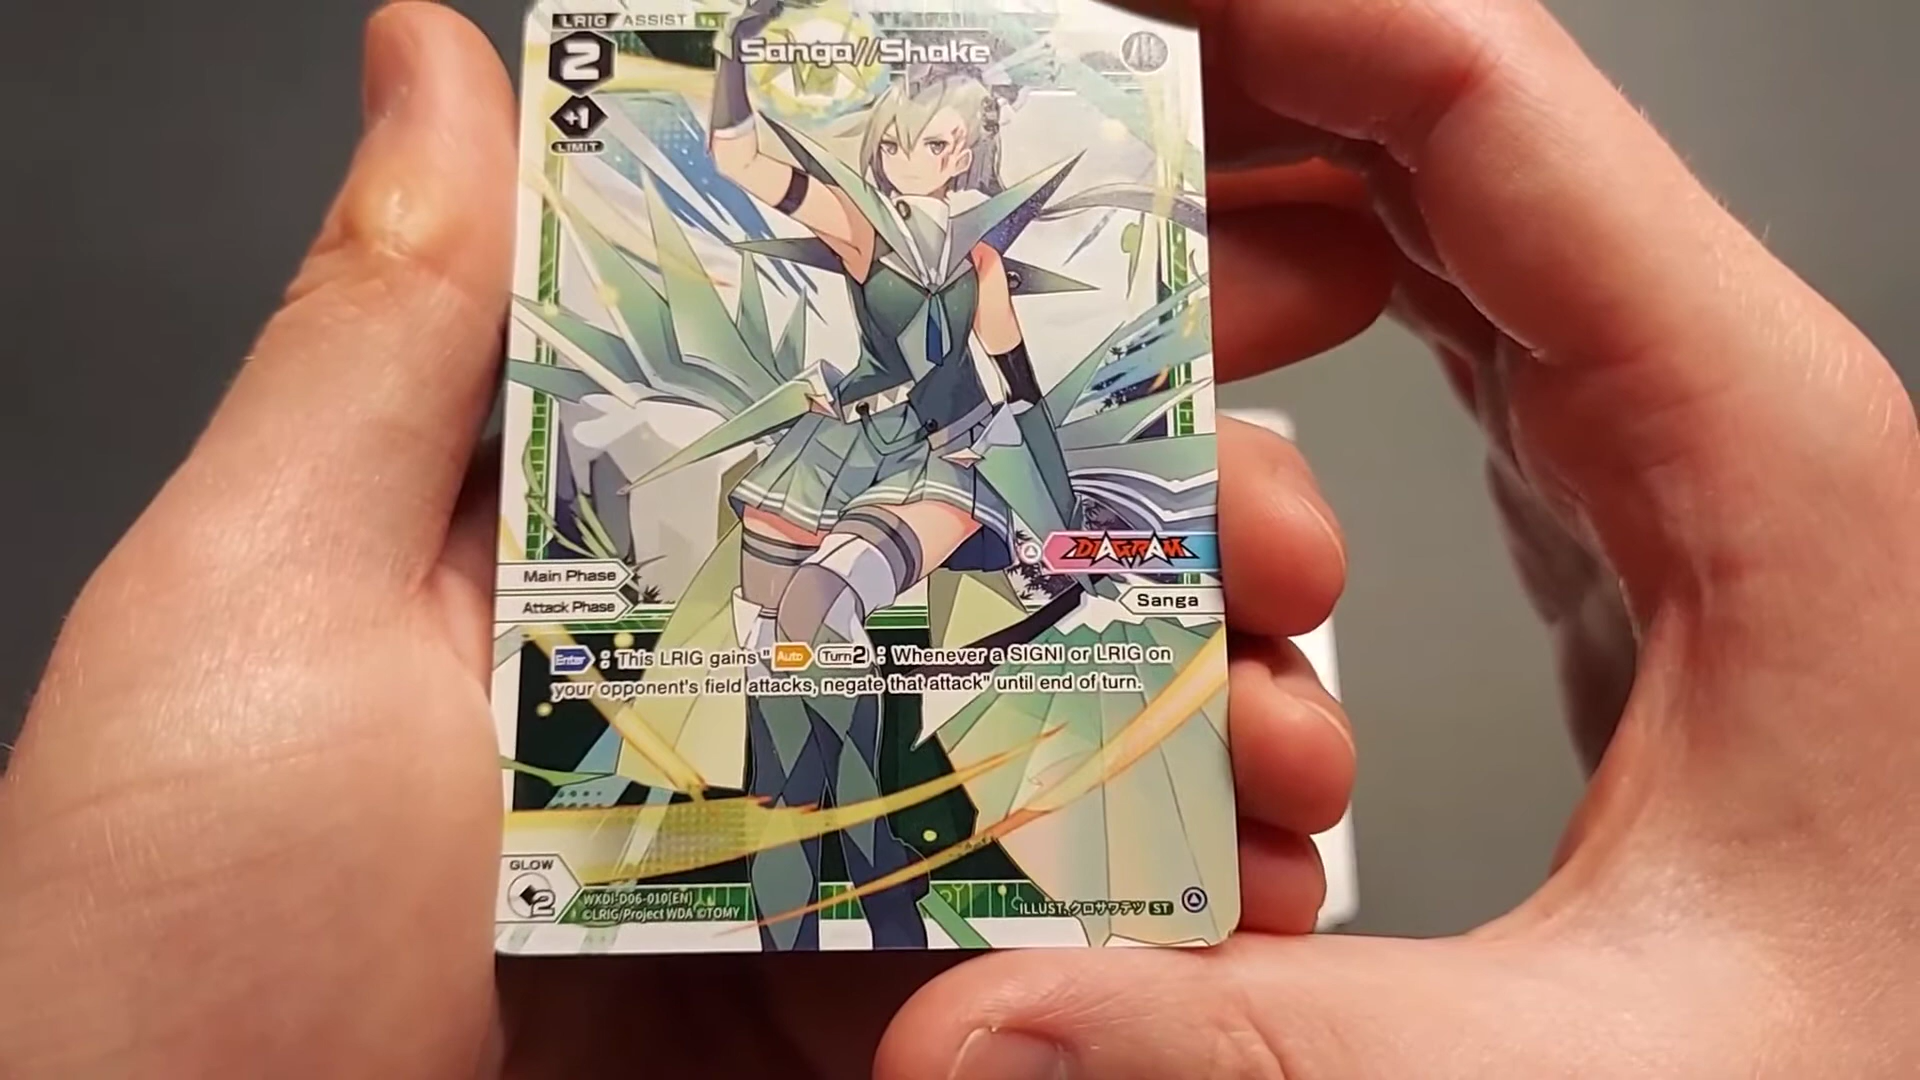 LRIG ASSIST
2
Sanga//Shake
+1
LIMIT
DIAGRAM
Main Phase
Attack Phase
Sanga
Enter : This LRIG gains " Auto Turn2 : Whenever a SIGNI or LRIG on
your opponent's field attacks, negate that attack" until end of turn.
GLOW
2
WXDi-D06-010[EN]
©LRIG/Project WDA ©TOMY
ILLUST. クロサワテツ ST